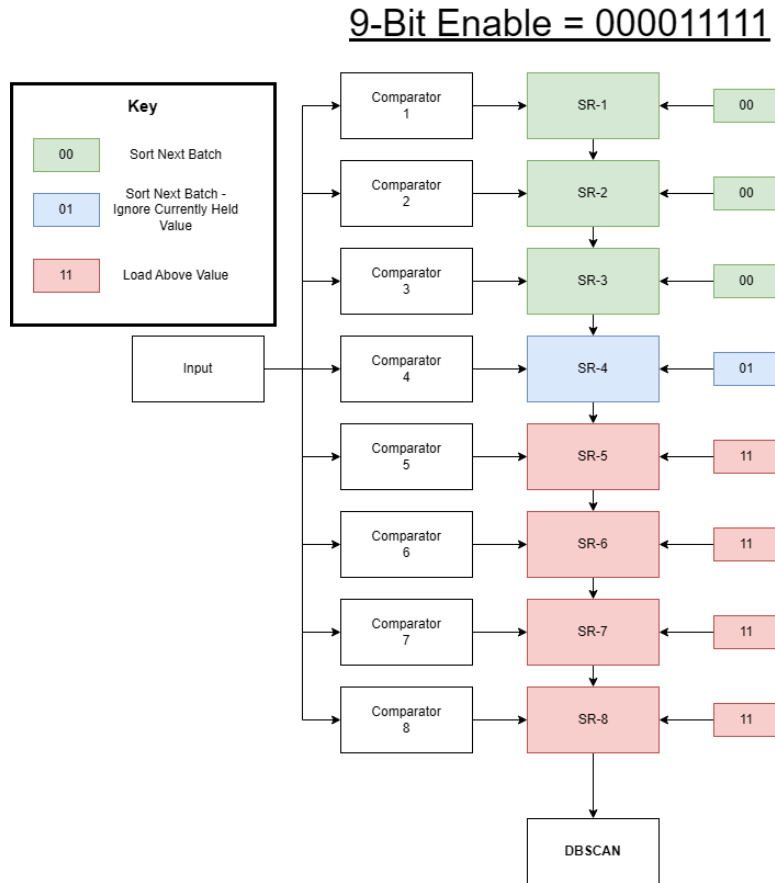 9-Bit Enable = 000011111
Key
00
Sort Next Batch
01
Sort Next Batch -
Ignore Currently Held
Value
11
Load Above Value
Input
Comparator
1
SR-1
00
Comparator
2
SR-2
00
Comparator
3
SR-3
00
Comparator
4
SR-4
01
Comparator
5
SR-5
11
Comparator
6
SR-6
11
Comparator
7
SR-7
11
Comparator
8
SR-8
11
DBSCAN